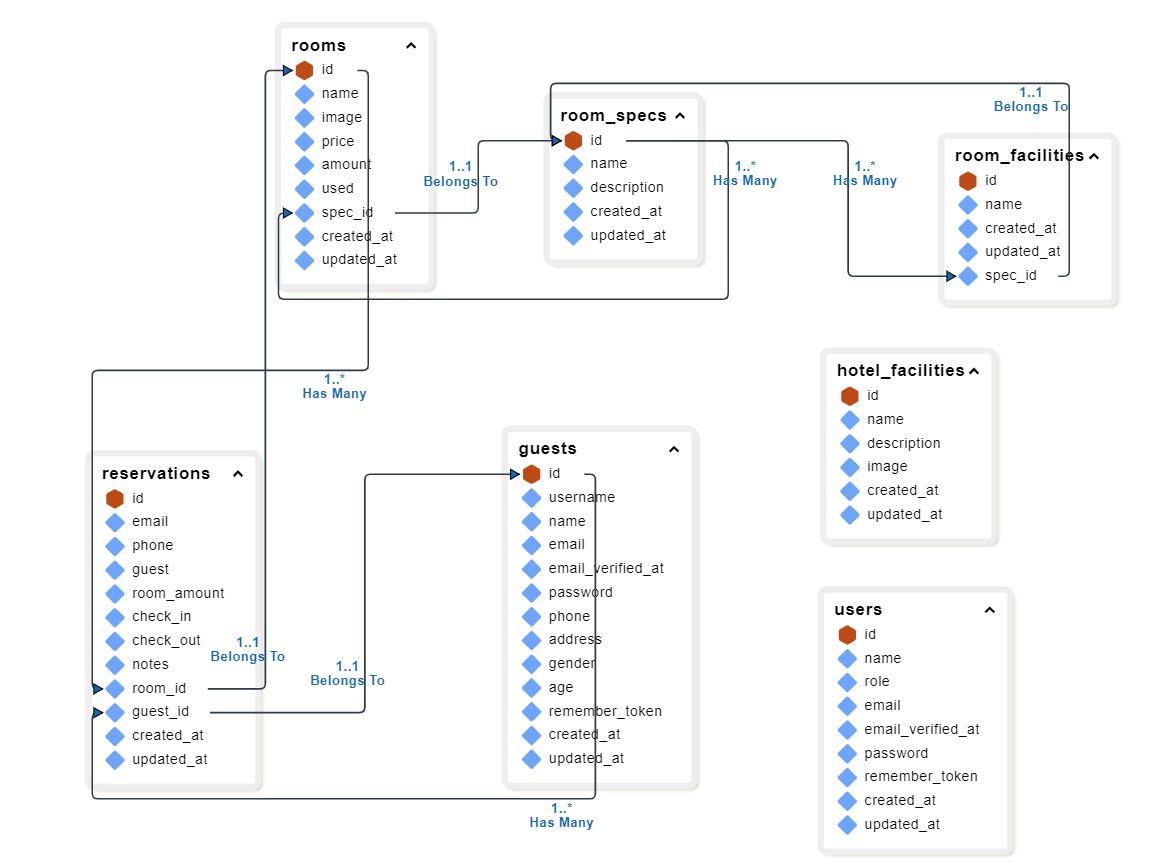 rooms
id
name
image
price
amount
used
spec_id
created_at
updated_at
1..1
Belongs To
room_specs
id
name
description
created_at
updated_at
1..*
Has Many
1..*
Has Many
1..1
Belongs To
room_facilities
id
name
created_at
updated_at
spec_id
1..*
Has Many
hotel_facilities
id
name
description
image
created_at
updated_at
reservations
id
email
phone
guest
room_amount
check_in
check_out
notes
room_id
guest_id
created_at
updated_at
1..1
Belongs To
1..1
Belongs To
guests
id
username
name
email
email_verified_at
password
phone
address
gender
age
remember_token
created_at
updated_at
1..*
Has Many
users
id
name
role
email
email_verified_at
password
remember_token
created_at
updated_at